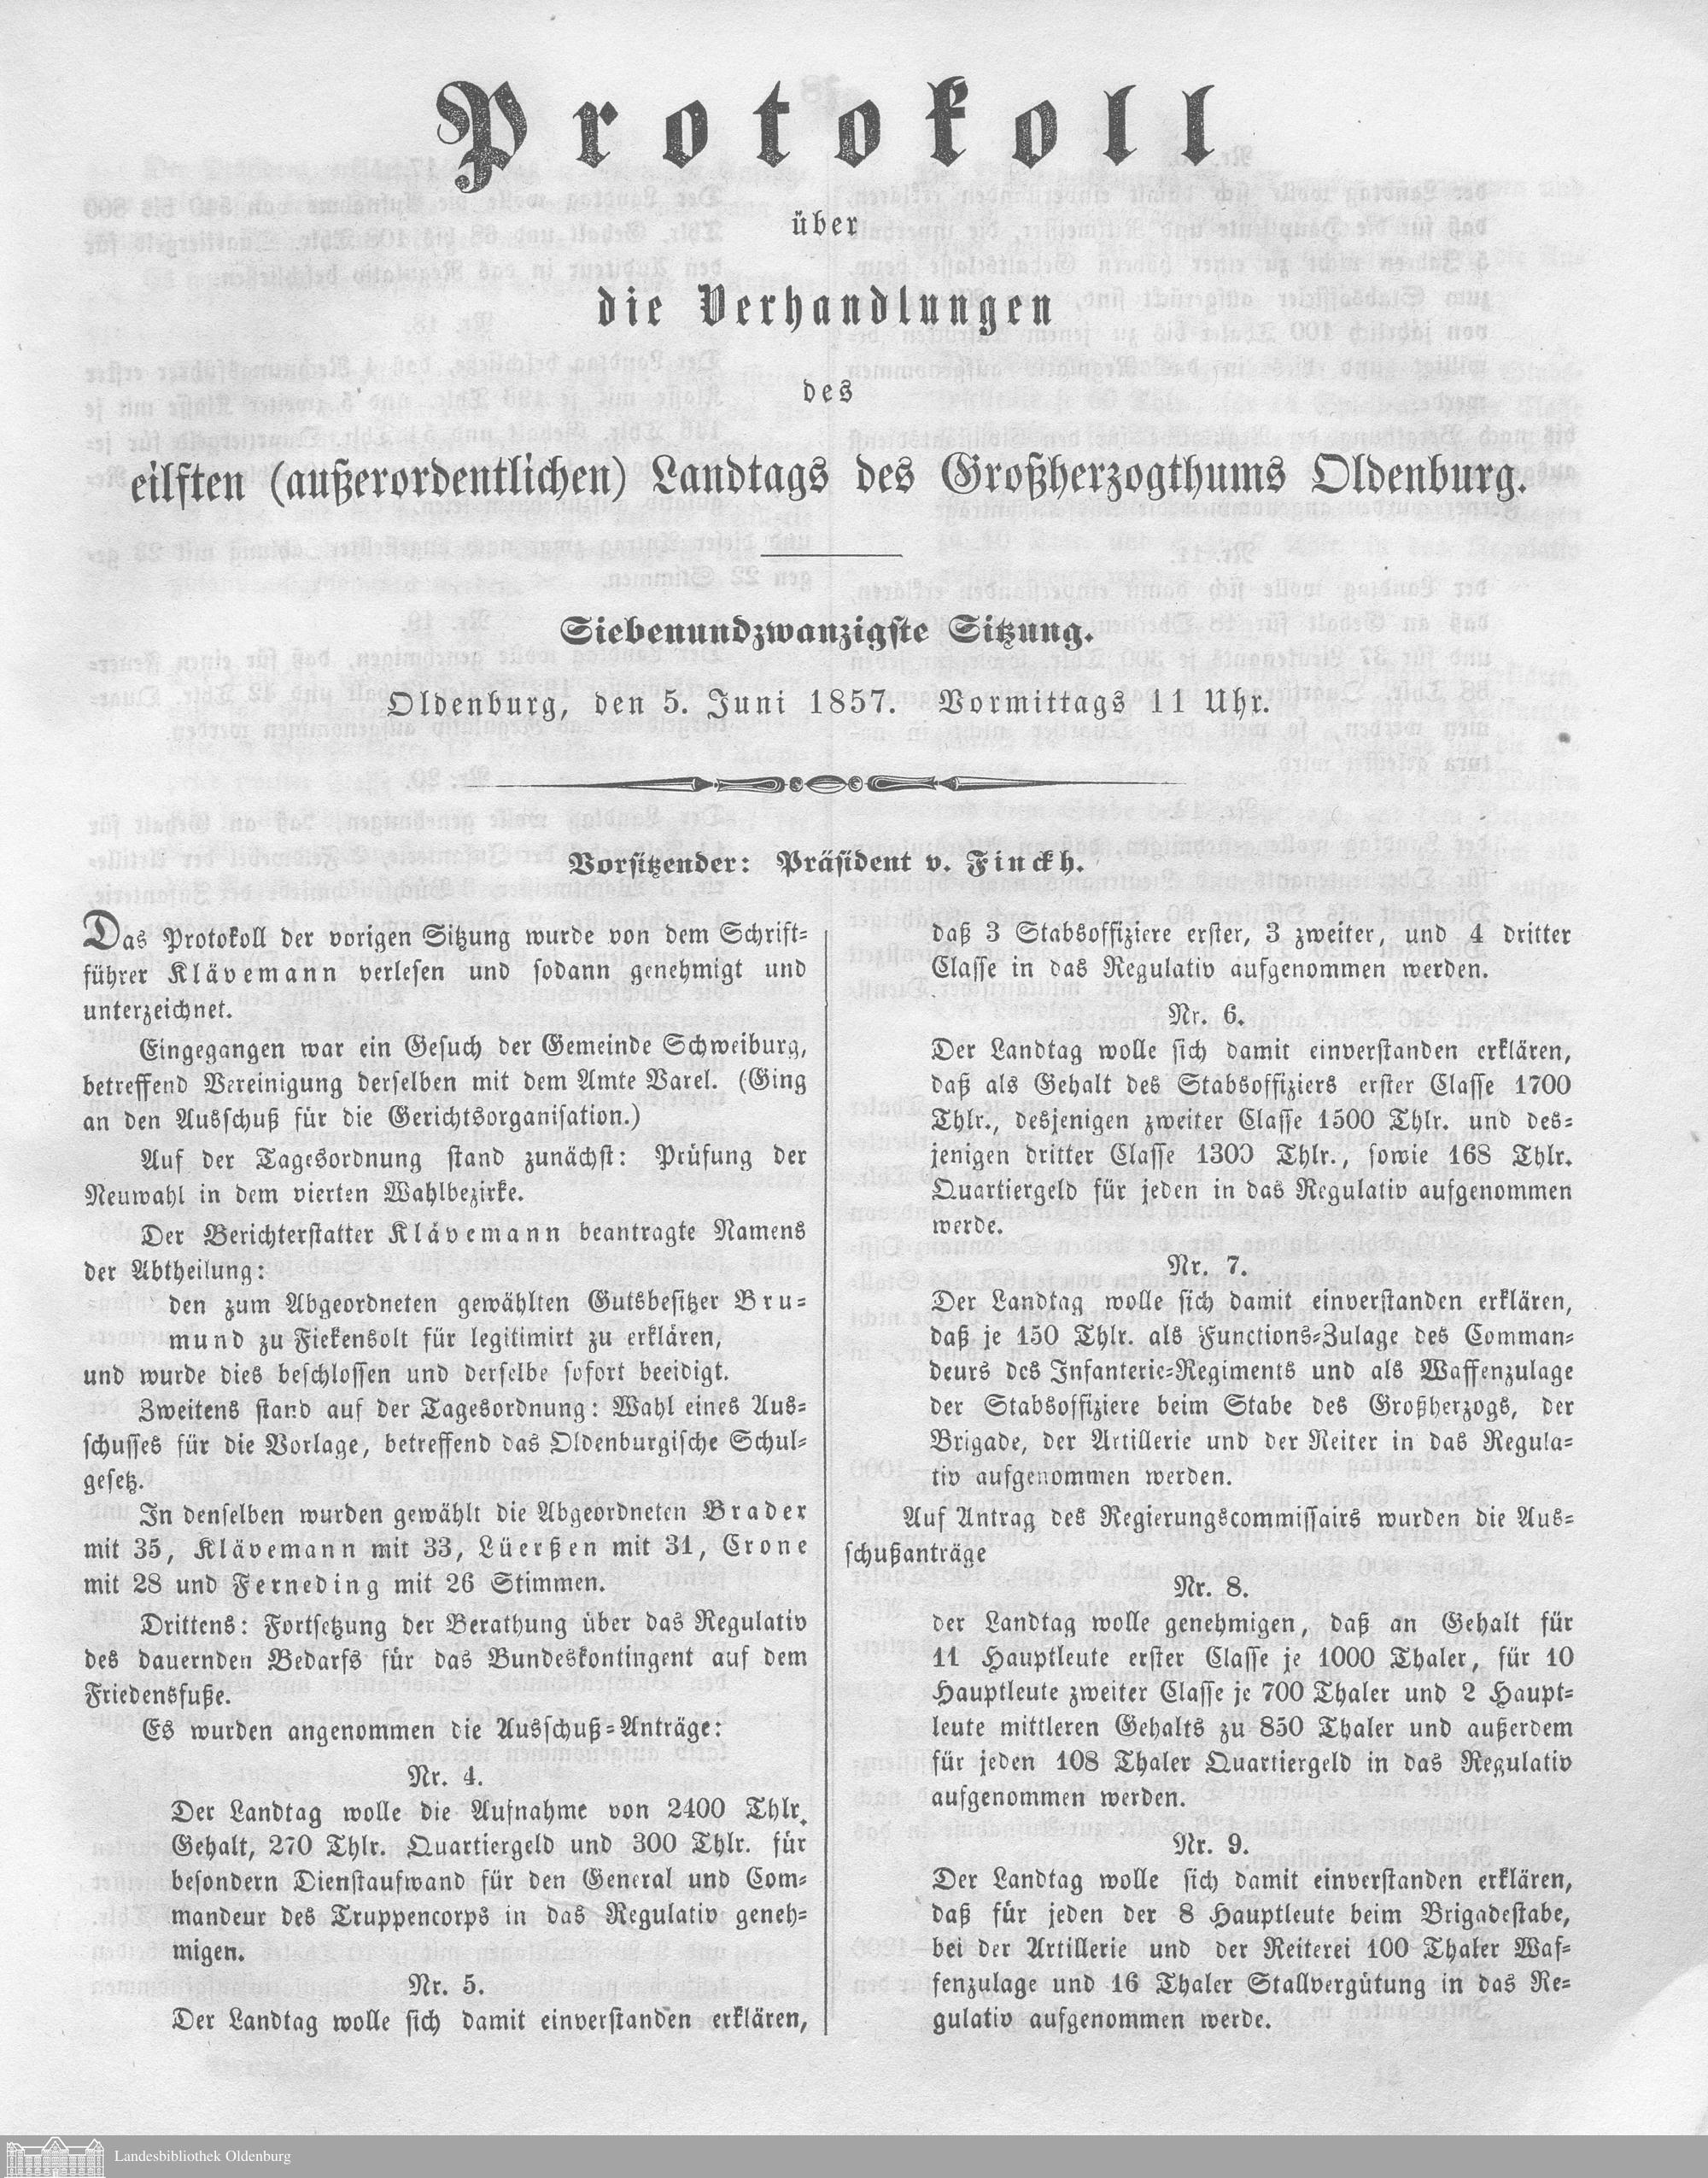 Protokoll
über
die Verhandlungen
des
eilften (außerordentlichen) Landtags des Großherzogthums Oldenburg.
Siebenundzwanzigste Sitzung.
Oldenburg, den 5. Juni 1857. Vormittags 11 Uhr.
Vorsitzender: Präsident v. Finckh.
Das Protokoll der vorigen Sitzung wurde von dem Schrift-
führer Klävemann verlesen und sodann genehmigt und
unterzeichnet.
Eingegangen war ein Gesuch der Gemeinde Schweiburg,
betreffend Vereinigung derselben mit dem Amte Varel. (Ging
an den Ausschuß für die Gerichtsorganisation.)
Auf der Tagesordnung stand zunächst: Prüfung der
Neuwahl in dem vierten Wahlbezirke.
Der Berichterstatter Klävemann beantragte Namens
der Abtheilung:
den zum Abgeordneten gewählten Gutsbesitzer Bru-
mund zu Fiekensolt für legitimirt zu erklären,
und wurde dies beschlossen und derselbe sofort beeidigt.
Zweitens stand auf der Tagesordnung: Wahl eines Aus-
schusses für die Vorlage, betreffend das Oldenburgische Schul-
gesetz.
In denselben wurden gewählt die Abgeordneten Brader
mit 35, Klävemann mit 33, Lüerßen mit 31, Crone
mit 28 und Ferneding mit 26 Stimmen.
Drittens: Fortsetzung der Berathung über das Regulativ
des dauernden Bedarfs für das Bundeskontingent auf dem
Friedensfuße.
Es wurden angenommen die Ausschuß-Anträge:
Nr. 4.
Der Landtag wolle die Aufnahme von 2400 Thlr.
Gehalt, 270 Thlr. Quartiergeld und 300 Thlr. für
besondern Dienstaufwand für den General und Com-
mandeur des Truppencorps in das Regulativ geneh-
migen.
Nr. 5.
Der Landtag wolle sich damit einverstanden erklären,
daß 3 Stabsoffiziere erster, 3 zweiter, und 4 dritter
Classe in das Regulativ aufgenommen werden.
Nr. 6.
Der Landtag wolle sich damit einverstanden erklären,
daß als Gehalt des Stabsoffiziers erster Classe 1700
Thlr., desjenigen zweiter Classe 1500 Thlr. und des-
jenigen dritter Classe 1300 Thlr., sowie 168 Thlr.
Quartiergeld für jeden in das Regulativ aufgenommen
werde.
Nr. 7.
Der Landtag wolle sich damit einverstanden erklären,
daß je 150 Thlr. als Functions-Zulage des Comman-
deurs des Infanterie-Regiments und als Waffenzulage
der Stabsoffiziere beim Stabe des Großherzogs, der
Brigade, der Artillerie und der Reiter in das Regula-
tiv aufgenommen werden.
Auf Antrag des Regierungscommissairs wurden die Aus-
schußanträge
Nr. 8.
der Landtag wolle genehmigen, daß an Gehalt für
11 Hauptleute erster Classe je 1000 Thaler, für 10
Hauptleute zweiter Classe je 700 Thaler und 2 Haupt-
leute mittleren Gehalts zu 850 Thaler und außerdem
für jeden 108 Thaler Quartiergeld in das Regulativ
aufgenommen werden.
Nr. 9.
Der Landtag wolle sich damit einverstanden erklären,
daß für jeden der 8 Hauptleute beim Brigadestabe,
bei der Artillerie und der Reiterei 100 Thaler Waf-
fenzulage und 16 Thaler Stallvergütung in das Re-
gulativ aufgenommen werde.
Landesbibliothek Oldenburg